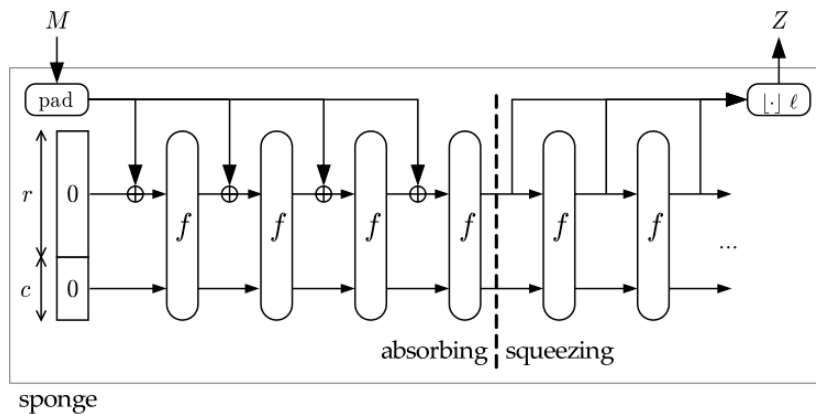 M Z
pad ⌊·⌋ ℓ
r 0 f f f f f f
...
c 0
absorbing squeezing
sponge